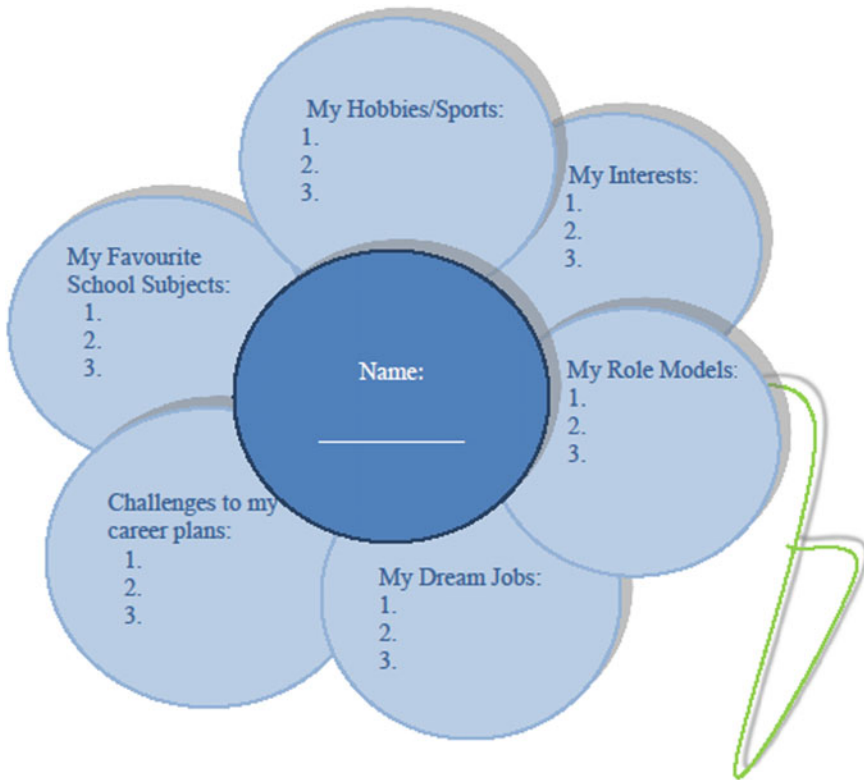 My Hobbies/Sports:
1.
2.
3.
My Interests:
1.
2.
3.
My Favourite
School Subjects:
1.
2.
3.
Name:
My Role Models:
1.
2.
3.
Challenges to my
career plans:
1.
2.
3.
My Dream Jobs:
1.
2.
3.